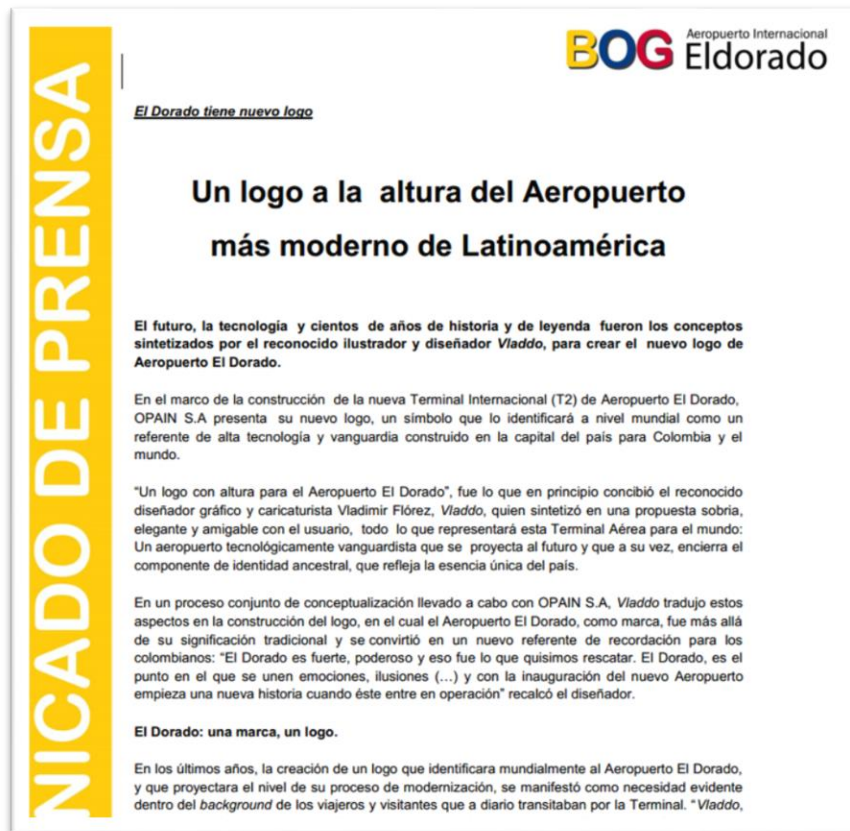 NICADO DE PRENSA
BOG Aeropuerto Internacional
Eldorado
El Dorado tiene nuevo logo
Un logo a la altura del Aeropuerto
más moderno de Latinoamérica
El futuro, la tecnología y cientos de años de historia y de leyenda fueron los conceptos
sintetizados por el reconocido ilustrador y diseñador Vladdo, para crear el nuevo logo de
Aeropuerto El Dorado.
En el marco de la construcción de la nueva Terminal Internacional (T2) de Aeropuerto El Dorado,
OPAIN S.A presenta su nuevo logo, un símbolo que lo identificará a nivel mundial como un
referente de alta tecnología y vanguardia construido en la capital del país para Colombia y el
mundo.
“Un logo con altura para el Aeropuerto El Dorado”, fue lo que en principio concibió el reconocido
diseñador gráfico y caricaturista Vladimir Flórez, Vladdo, quien sintetizó en una propuesta sobria,
elegante y amigable con el usuario, todo lo que representará esta Terminal Aérea para el mundo:
Un aeropuerto tecnológicamente vanguardista que se proyecta al futuro y que a su vez, encierra el
componente de identidad ancestral, que refleja la esencia única del país.
En un proceso conjunto de conceptualización llevado a cabo con OPAIN S.A, Vladdo tradujo estos
aspectos en la construcción del logo, en el cual el Aeropuerto El Dorado, como marca, fue más allá
de su significación tradicional y se convirtió en un nuevo referente de recordación para los
colombianos: “El Dorado es fuerte, poderoso y eso fue lo que quisimos rescatar. El Dorado, es el
punto en el que se unen emociones, ilusiones (…) y con la inauguración del nuevo Aeropuerto
empieza una nueva historia cuando éste entre en operación” recalcó el diseñador.
El Dorado: una marca, un logo.
En los últimos años, la creación de un logo que identificara mundialmente al Aeropuerto El Dorado,
y que proyectara el nivel de su proceso de modernización, se manifestó como necesidad evidente
dentro del background de los viajeros y visitantes que a diario transitaban por la Terminal. “Vladdo,